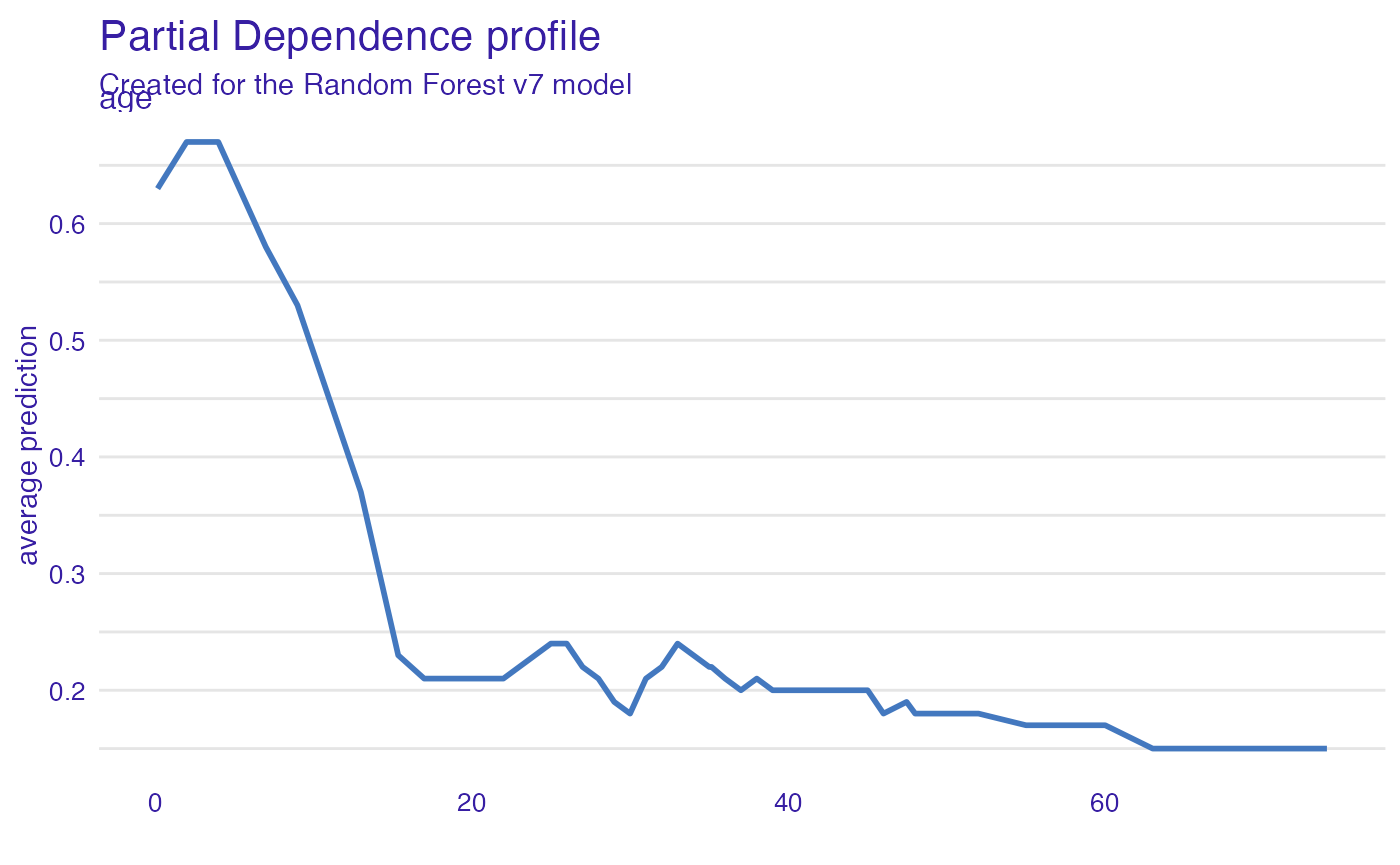 Partial Dependence profile
Created for the Random Forest v7 model
age
average prediction
0.6
0.5
0.4
0.3
0.2
0 20 40 60